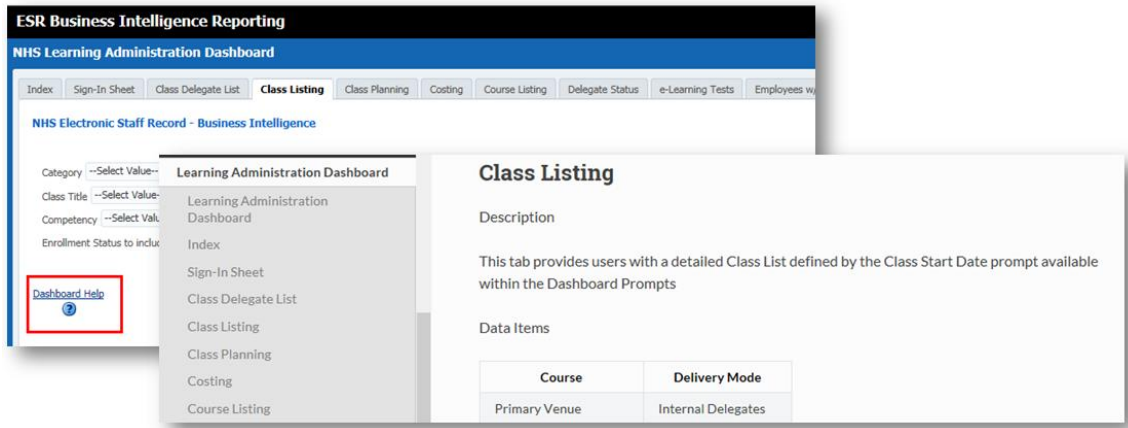 ESR Business Intelligence Reporting
NHS Learning Administration Dashboard
Index Sign-In Sheet Class Delegate List Class Listing Class Planning Costing Course Listing Delegate Status e-Learning Tests Employees
NHS Electronic Staff Record - Business Intelligence
Category --Select Value--
Class Title --Select Value-
Competency --Select
Enrollment Status to
Dashboard Help
?
Learning Administration Dashboard
Learning Administration
Dashboard
Index
Sign-In Sheet
Class Delegate List
Class Listing
Class Planning
Costing
Course Listing
Class Listing
Description
This tab provides users with a detailed Class List defined by the Class Start Date prompt available
within the Dashboard Prompts
Data Items
Course Delivery Mode
Primary Venue Internal Delegates